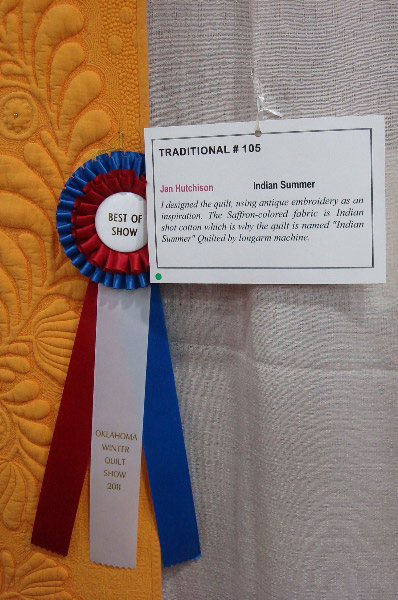 TRADITIONAL # 105
Jan Hutchison Indian Summer
I designed the quilt, using antique embroidery as an
inspiration. The Saffron-colored fabric is Indian
shot cotton which is why the quilt is named "Indian
Summer" Quilted by longarm machine.
BEST OF
SHOW
OKLAHOMA
WINTER
QUILT
SHOW
2011